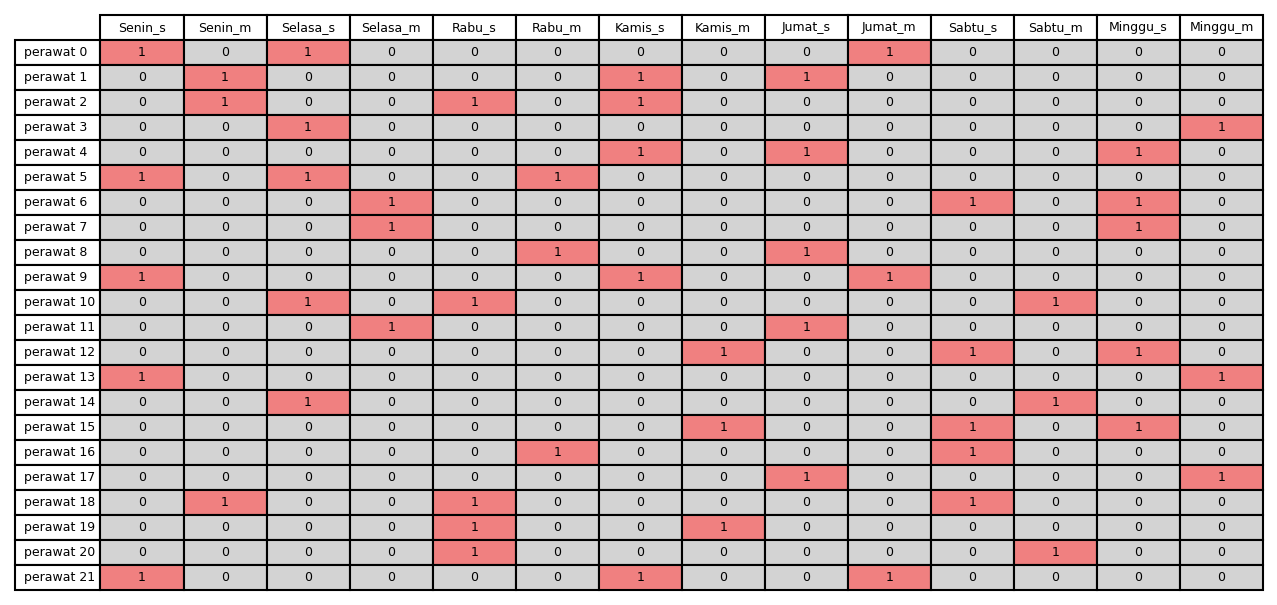 Senin_s Senin_m Selasa_s Selasa_m Rabu_s Rabu_m Kamis_s Kamis_m Jumat_s Jumat_m Sabtu_s Sabtu_m Minggu_s Minggu_m
perawat 0 1 0 1 0 0 0 0 0 0 1 0 0 0 0
perawat 1 0 1 0 0 0 0 1 0 1 0 0 0 0 0
perawat 2 0 1 0 0 1 0 1 0 0 0 0 0 0 0
perawat 3 0 0 1 0 0 0 0 0 0 0 0 0 0 1
perawat 4 0 0 0 0 0 0 1 0 1 0 0 0 1 0
perawat 5 1 0 1 0 0 1 0 0 0 0 0 0 0 0
perawat 6 0 0 0 1 0 0 0 0 0 0 1 0 1 0
perawat 7 0 0 0 1 0 0 0 0 0 0 0 0 1 0
perawat 8 0 0 0 0 0 1 0 0 1 0 0 0 0 0
perawat 9 1 0 0 0 0 0 1 0 0 1 0 0 0 0
perawat 10 0 0 1 0 1 0 0 0 0 0 0 1 0 0
perawat 11 0 0 0 1 0 0 0 0 1 0 0 0 0 0
perawat 12 0 0 0 0 0 0 0 1 0 0 1 0 1 0
perawat 13 1 0 0 0 0 0 0 0 0 0 0 0 0 1
perawat 14 0 0 1 0 0 0 0 0 0 0 0 1 0 0
perawat 15 0 0 0 0 0 0 0 1 0 0 1 0 1 0
perawat 16 0 0 0 0 0 1 0 0 0 0 1 0 0 0
perawat 17 0 0 0 0 0 0 0 0 1 0 0 0 0 1
perawat 18 0 1 0 0 1 0 0 0 0 0 1 0 0 0
perawat 19 0 0 0 0 1 0 0 1 0 0 0 0 0 0
perawat 20 0 0 0 0 1 0 0 0 0 0 0 1 0 0
perawat 21 1 0 0 0 0 0 1 0 0 1 0 0 0 0